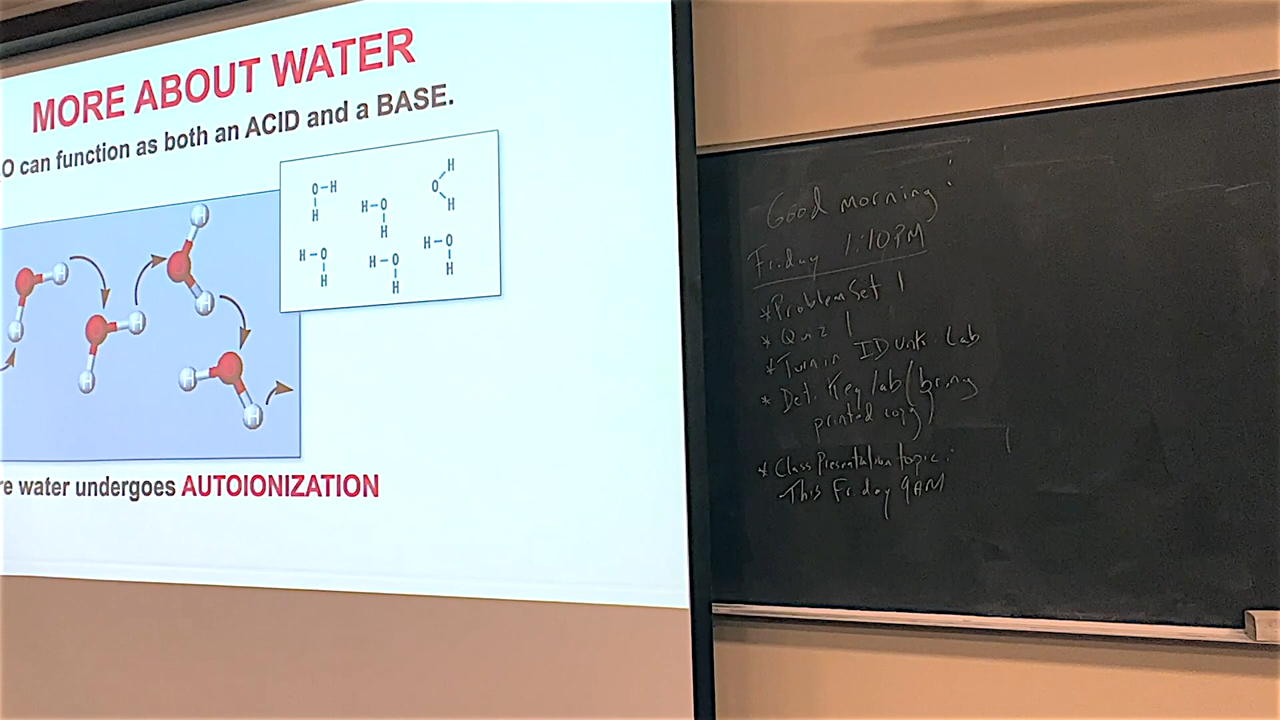 MORE ABOUT WATER
O can function as both an ACID and a BASE.
O-H
H
H-O
H
H
O
H
H-O
H
H-O
H
H-O
H
H
H
H
H
H
H
H
H
re water undergoes AUTOIONIZATION
Good morning!
Friday 1:10PM
*Problem Set 1
* Quiz 1
*Turn in ID Unk. Lab
* Det. Keq lab (bring
printed copy)
* Class Presentation topic:
This Friday 9AM